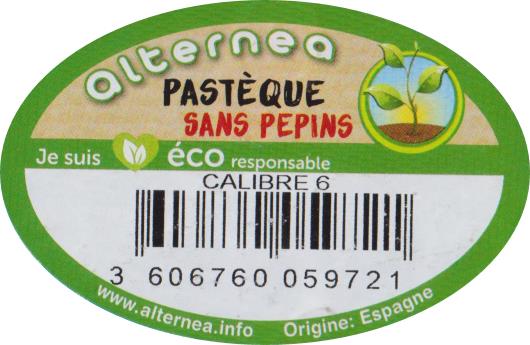 alternea
PASTÈQUE
SANS PEPINS
Je suis éco responsable
CALIBRE 6
3 606760 059721
www.alternea.info Origine: Espagne